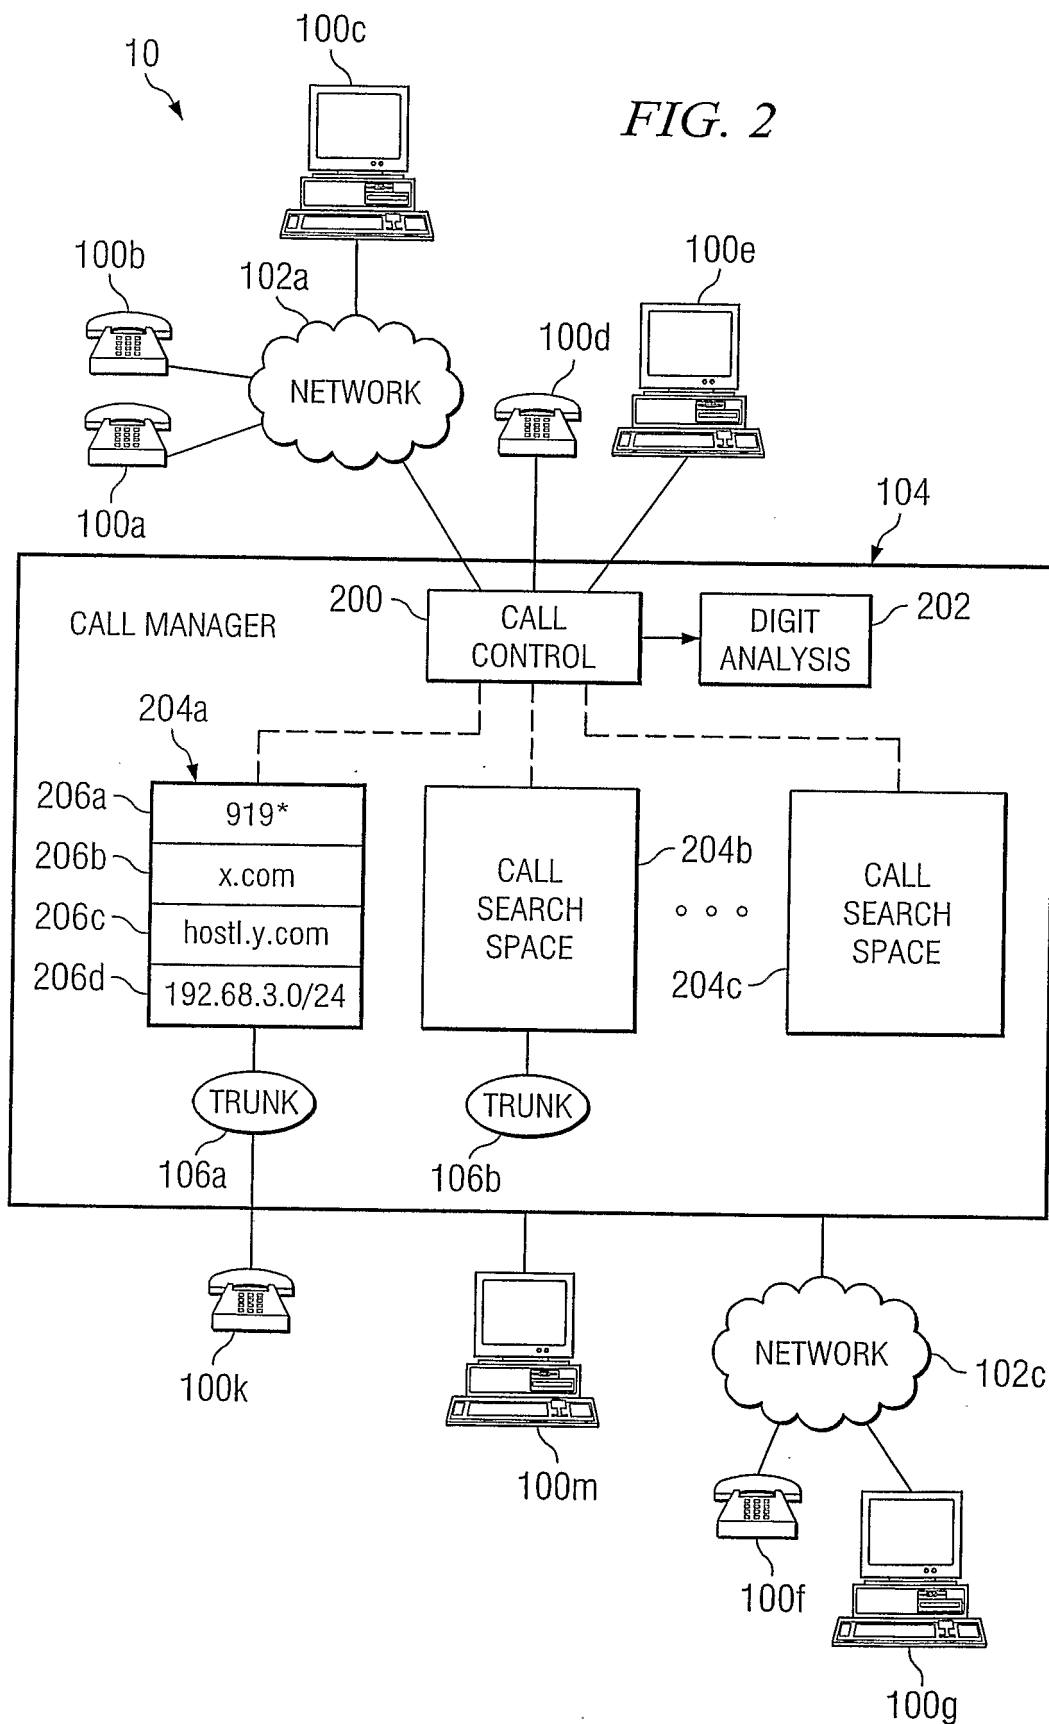 100c
10
FIG. 2
100b
102a
100e
100d
NETWORK
100a
104
200
CALL MANAGER
CALL
CONTROL
DIGIT
ANALYSIS
202
204a
206a
919*
206b
x.com
206c
hostl.y.com
206d
192.68.3.0/24
CALL
SEARCH
SPACE
204b
CALL
SEARCH
SPACE
204c
TRUNK
TRUNK
106a
106b
100k
100m
NETWORK
102c
100f
100g